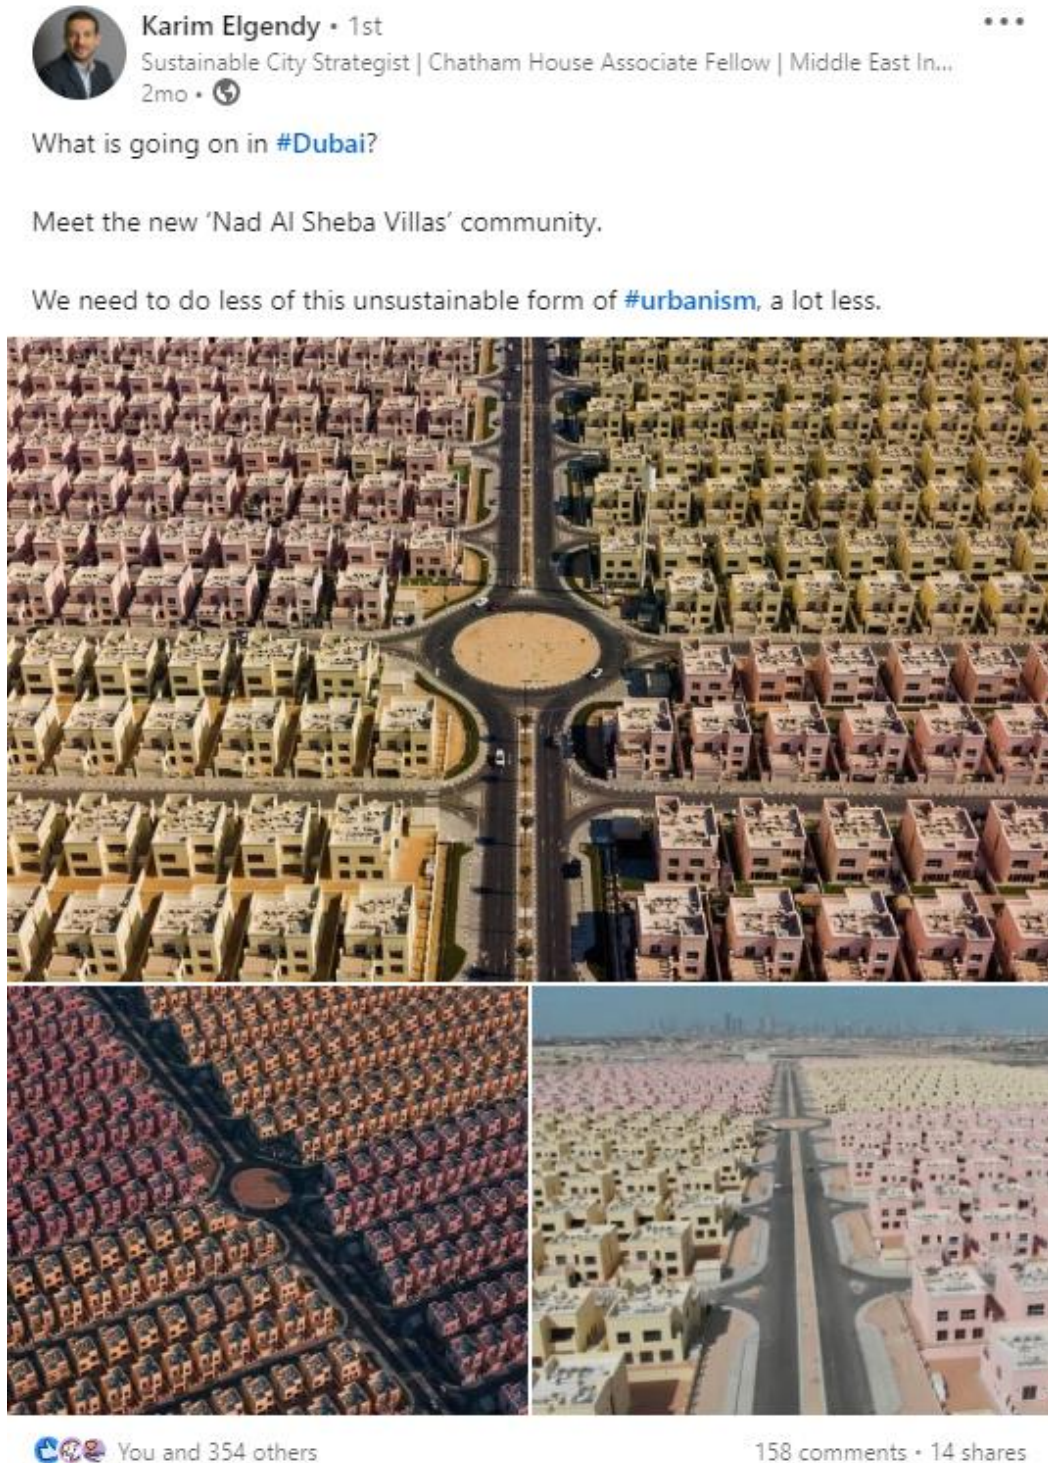 Karim Elgendy • 1st
Sustainable City Strategist | Chatham House Associate Fellow | Middle East In...
2mo •
What is going on in #Dubai?
Meet the new ‘Nad Al Sheba Villas’ community.
We need to do less of this unsustainable form of #urbanism, a lot less.
You and 354 others
158 comments • 14 shares